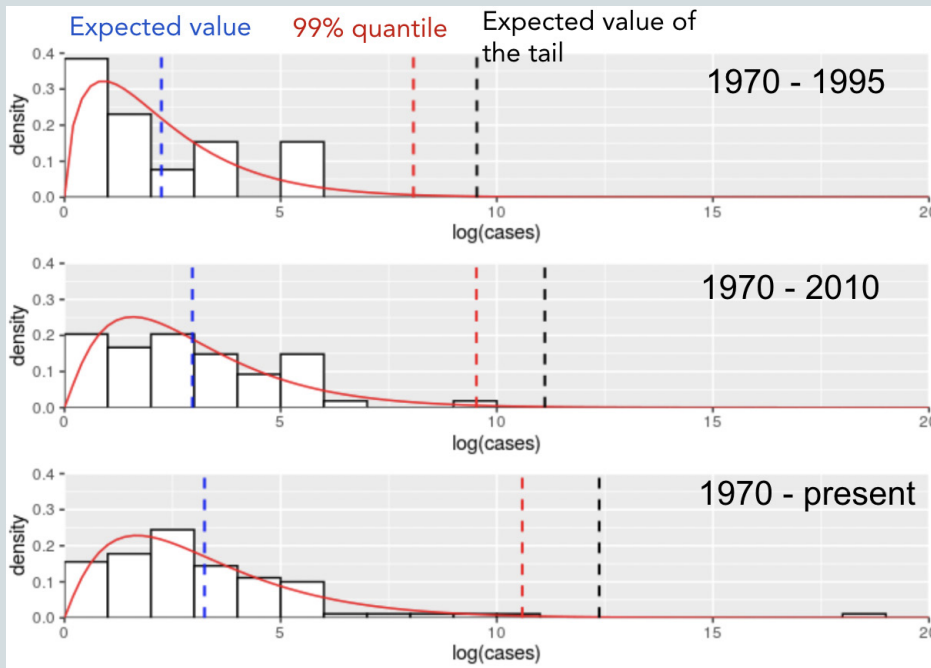 Expected value
99% quantile
Expected value of
the tail
1970 - 1995
density
0.4
0.3
0.2
0.1
0.0
0 5 10 15 20
log(cases)
1970 - 2010
density
0.4
0.3
0.2
0.1
0.0
0 5 10 15 20
log(cases)
1970 - present
density
0.4
0.3
0.2
0.1
0.0
0 5 10 15 20
log(cases)